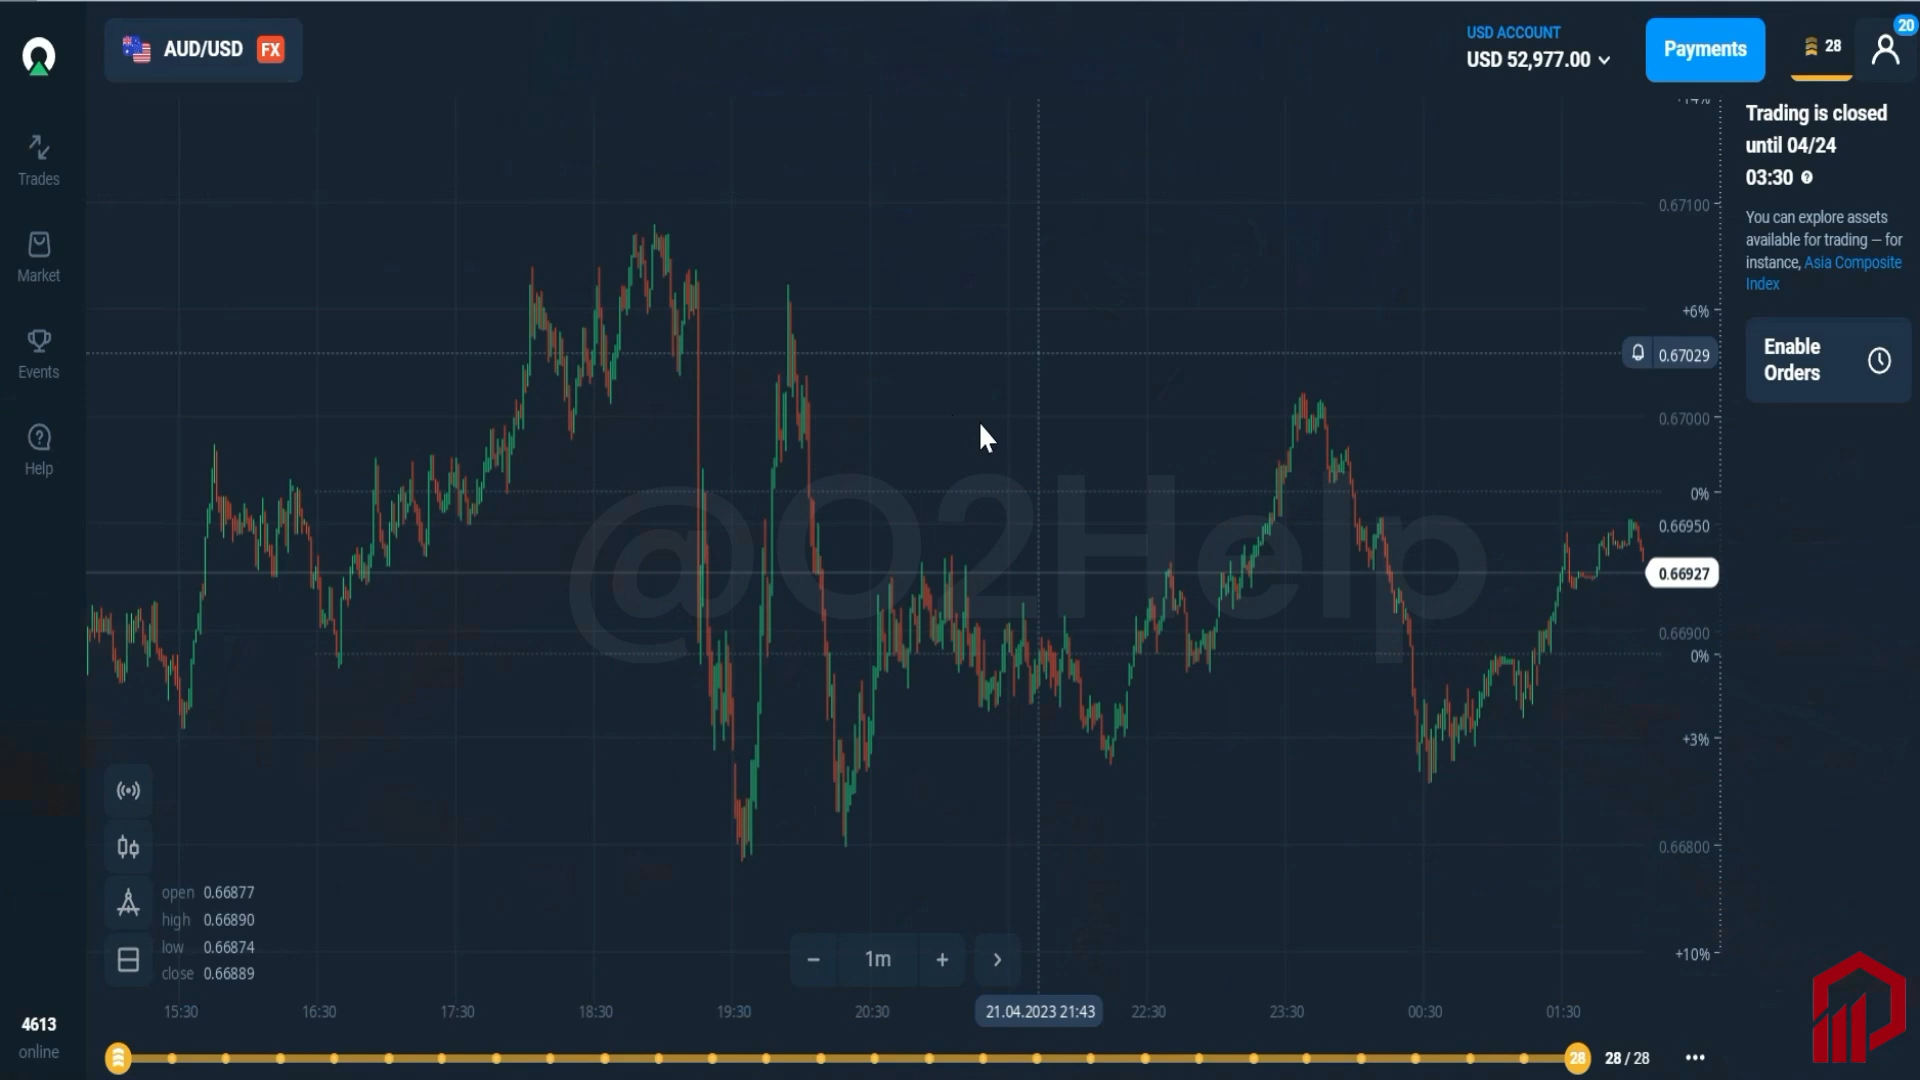 AUD/USD FX
USD ACCOUNT
USD 52,977.00
Payments
28
20
Trades
Market
Events
Help
Trading is closed
until 04/24
03:30
You can explore assets
available for trading – for
instance, Asia Composite
Index
Enable
Orders
+14%
0.67100
+6%
0.67029
0.67000
0%
0.66950
0.66927
0.66900
0%
+3%
0.66800
+10%
@O2Help
open 0.66877
high 0.66890
low 0.66874
close 0.66889
− 1m + >
15:30
16:30
17:30
18:30
19:30
20:30
21.04.2023 21:43
22:30
23:30
00:30
01:30
4613
online
28
28 / 28